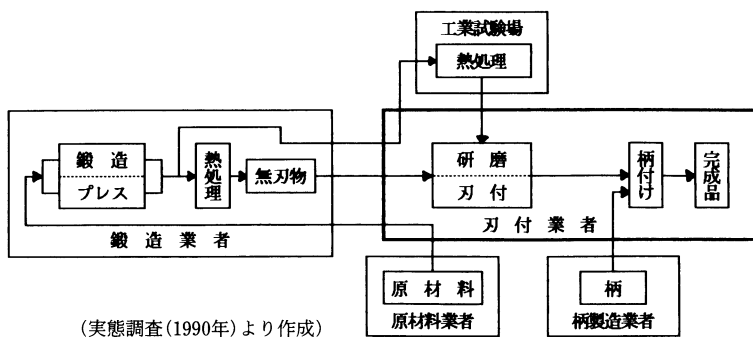 工業試験場
熱処理
鍛造
プレス
熱処理
無刃物
鍛造業者
研磨
刃付
柄付け
完成品
刃付業者
原材料
原材料業者
柄
柄製造業者
(実態調査(1990年)より作成)